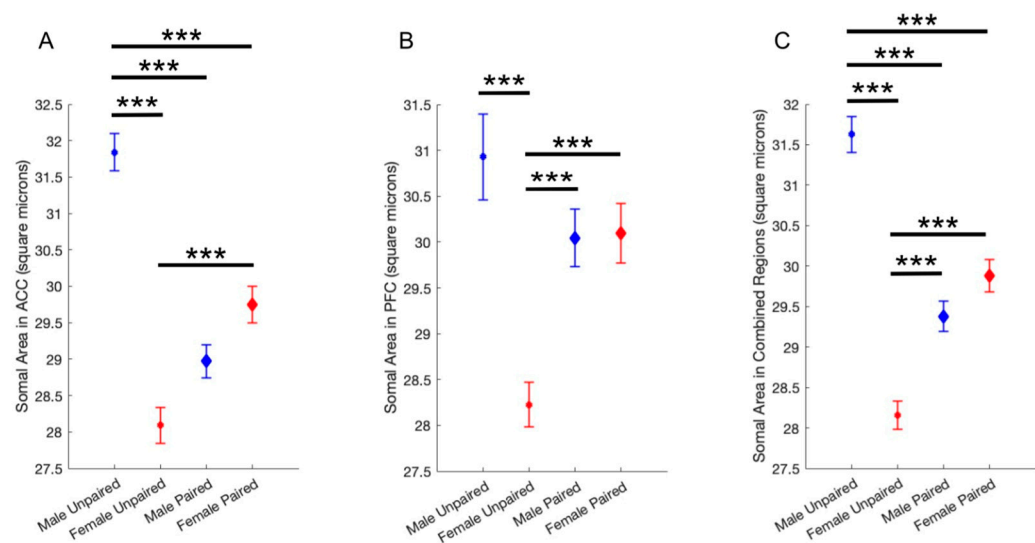 A
***
***
***
***
Somal Area in ACC (square microns)
32.5
32
31.5
31
30.5
30
29.5
29
28.5
28
27.5
Male Unpaired
Female Unpaired
Male Paired
Female Paired
B
***
***
***
Somal Area in PFC (square microns)
31.5
31
30.5
30
29.5
29
28.5
28
27.5
Male Unpaired
Female Unpaired
Male Paired
Female Paired
C
***
***
***
***
***
Somal Area in Combined Regions (square microns)
32
31.5
31
30.5
30
29.5
29
28.5
28
27.5
Male Unpaired
Female Unpaired
Male Paired
Female Paired